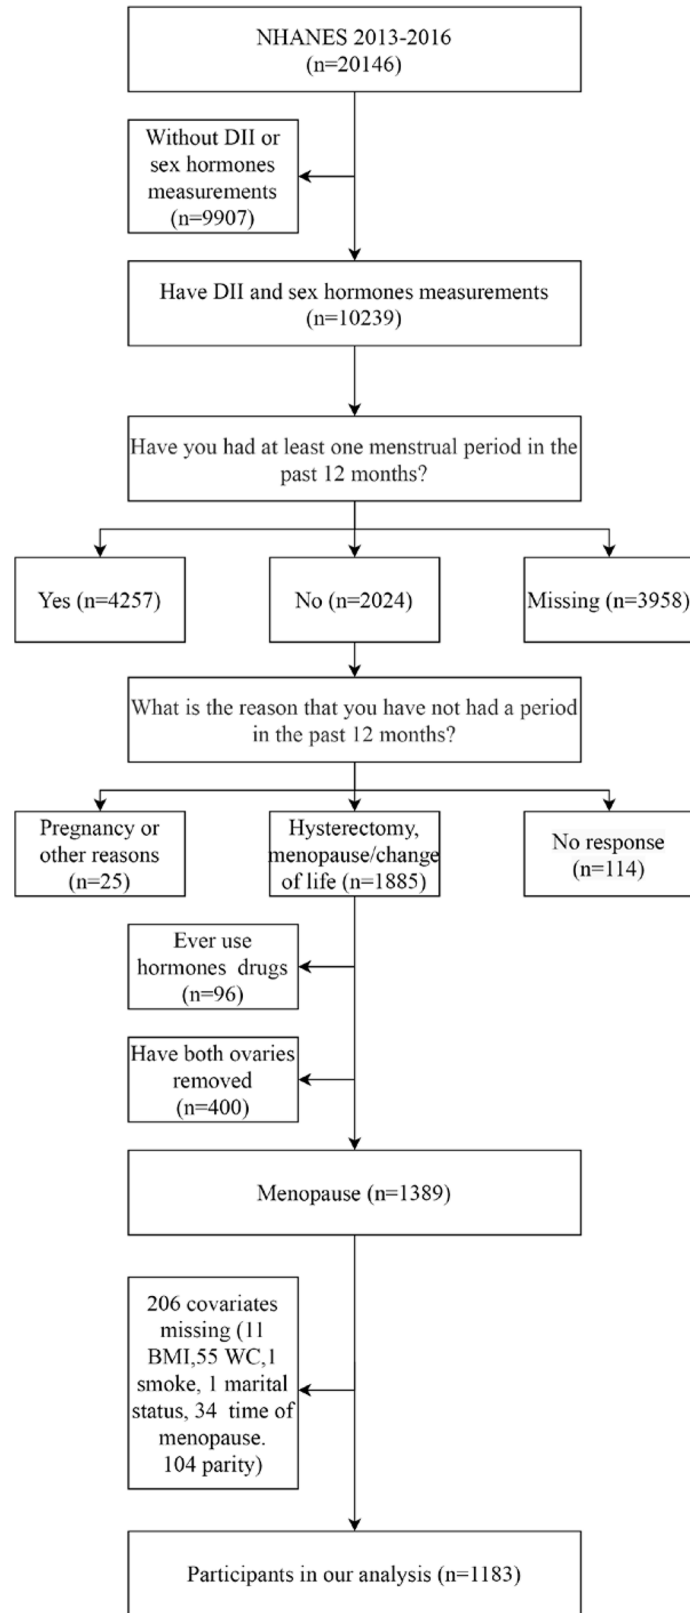 NHANES 2013-2016
(n=20146)
Without DII or
sex hormones
measurements
(n=9907)
Have DII and sex hormones measurements
(n=10239)
Have you had at least one menstrual period in the
past 12 months?
Yes (n=4257)
No (n=2024)
Missing (n=3958)
What is the reason that you have not had a period
in the past 12 months?
Pregnancy or
other reasons
(n=25)
Hysterectomy,
menopause/change
of life (n=1885)
No response
(n=114)
Ever use
hormones drugs
(n=96)
Have both ovaries
removed
(n=400)
Menopause (n=1389)
206 covariates
missing (11
BMI,55 WC,1
smoke, 1 marital
status, 34 time of
menopause.
104 parity)
Participants in our analysis (n=1183)